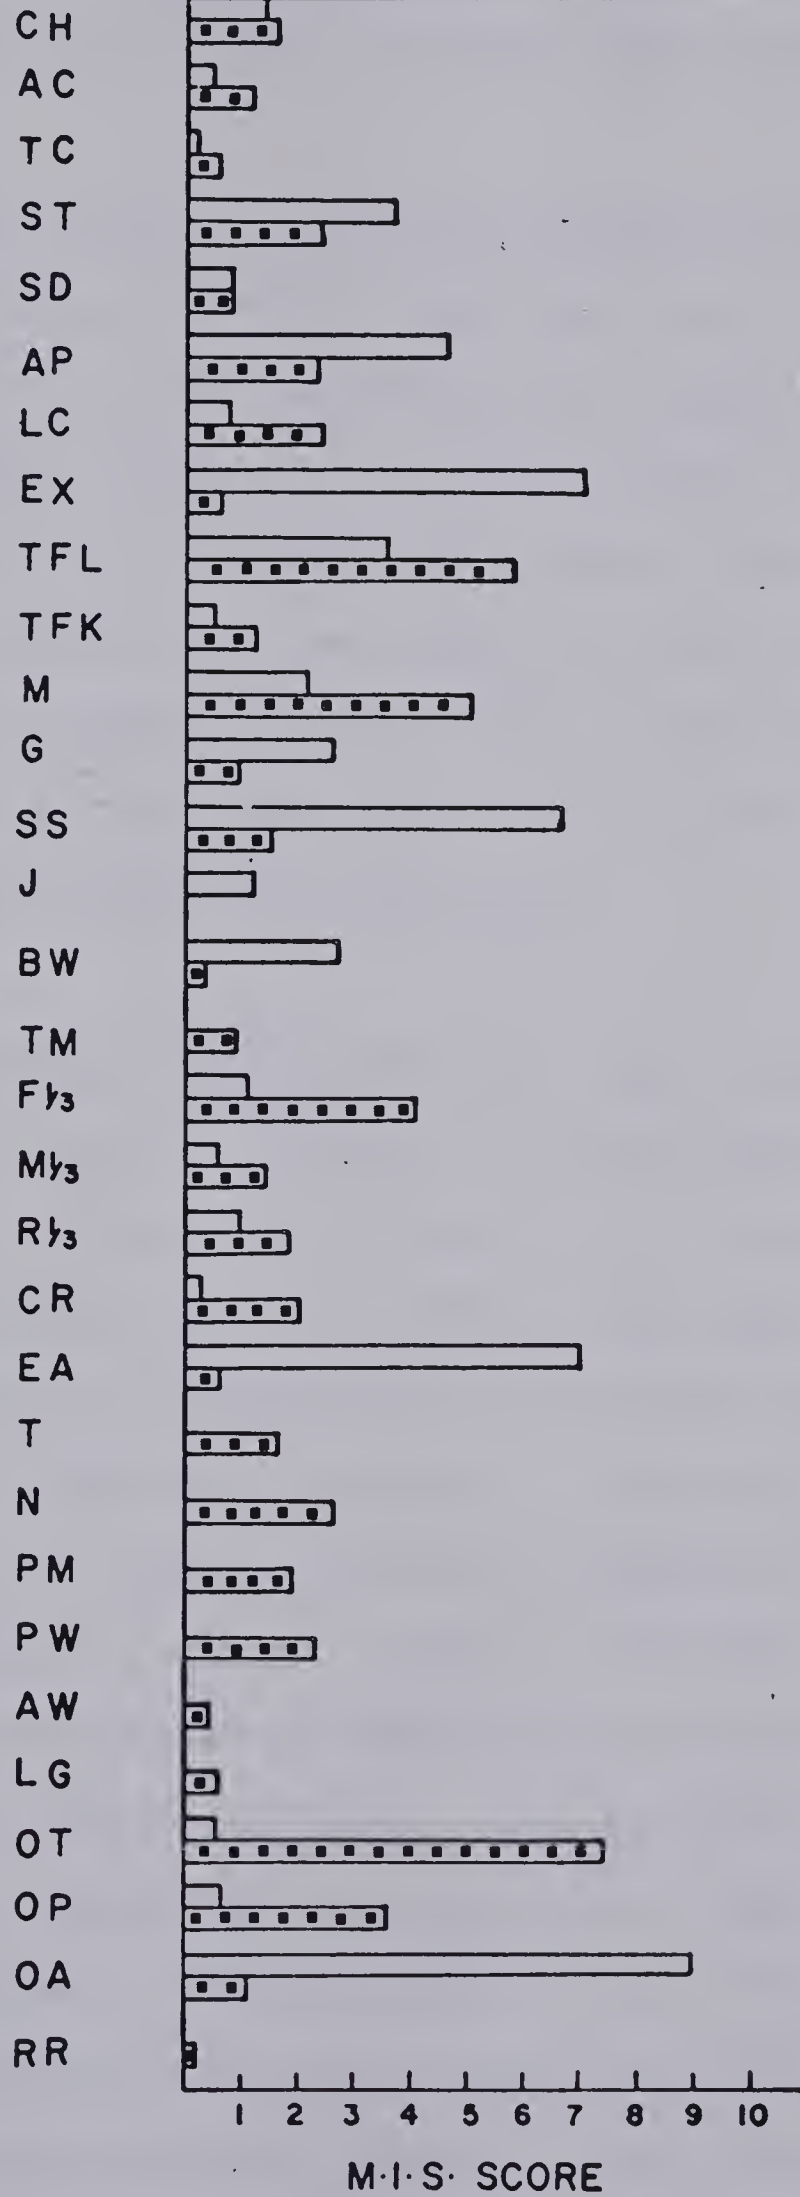 CH
AC
TC
ST
SD
AP
LC
EX
TFL
TFK
M
G
SS
J
BW
TM
F1/3
M1/3
R1/3
CR
EA
T
N
PM
PW
AW
LG
OT
OP
OA
RR
1 2 3 4 5 6 7 8 9 10
M·I·S· SCORE